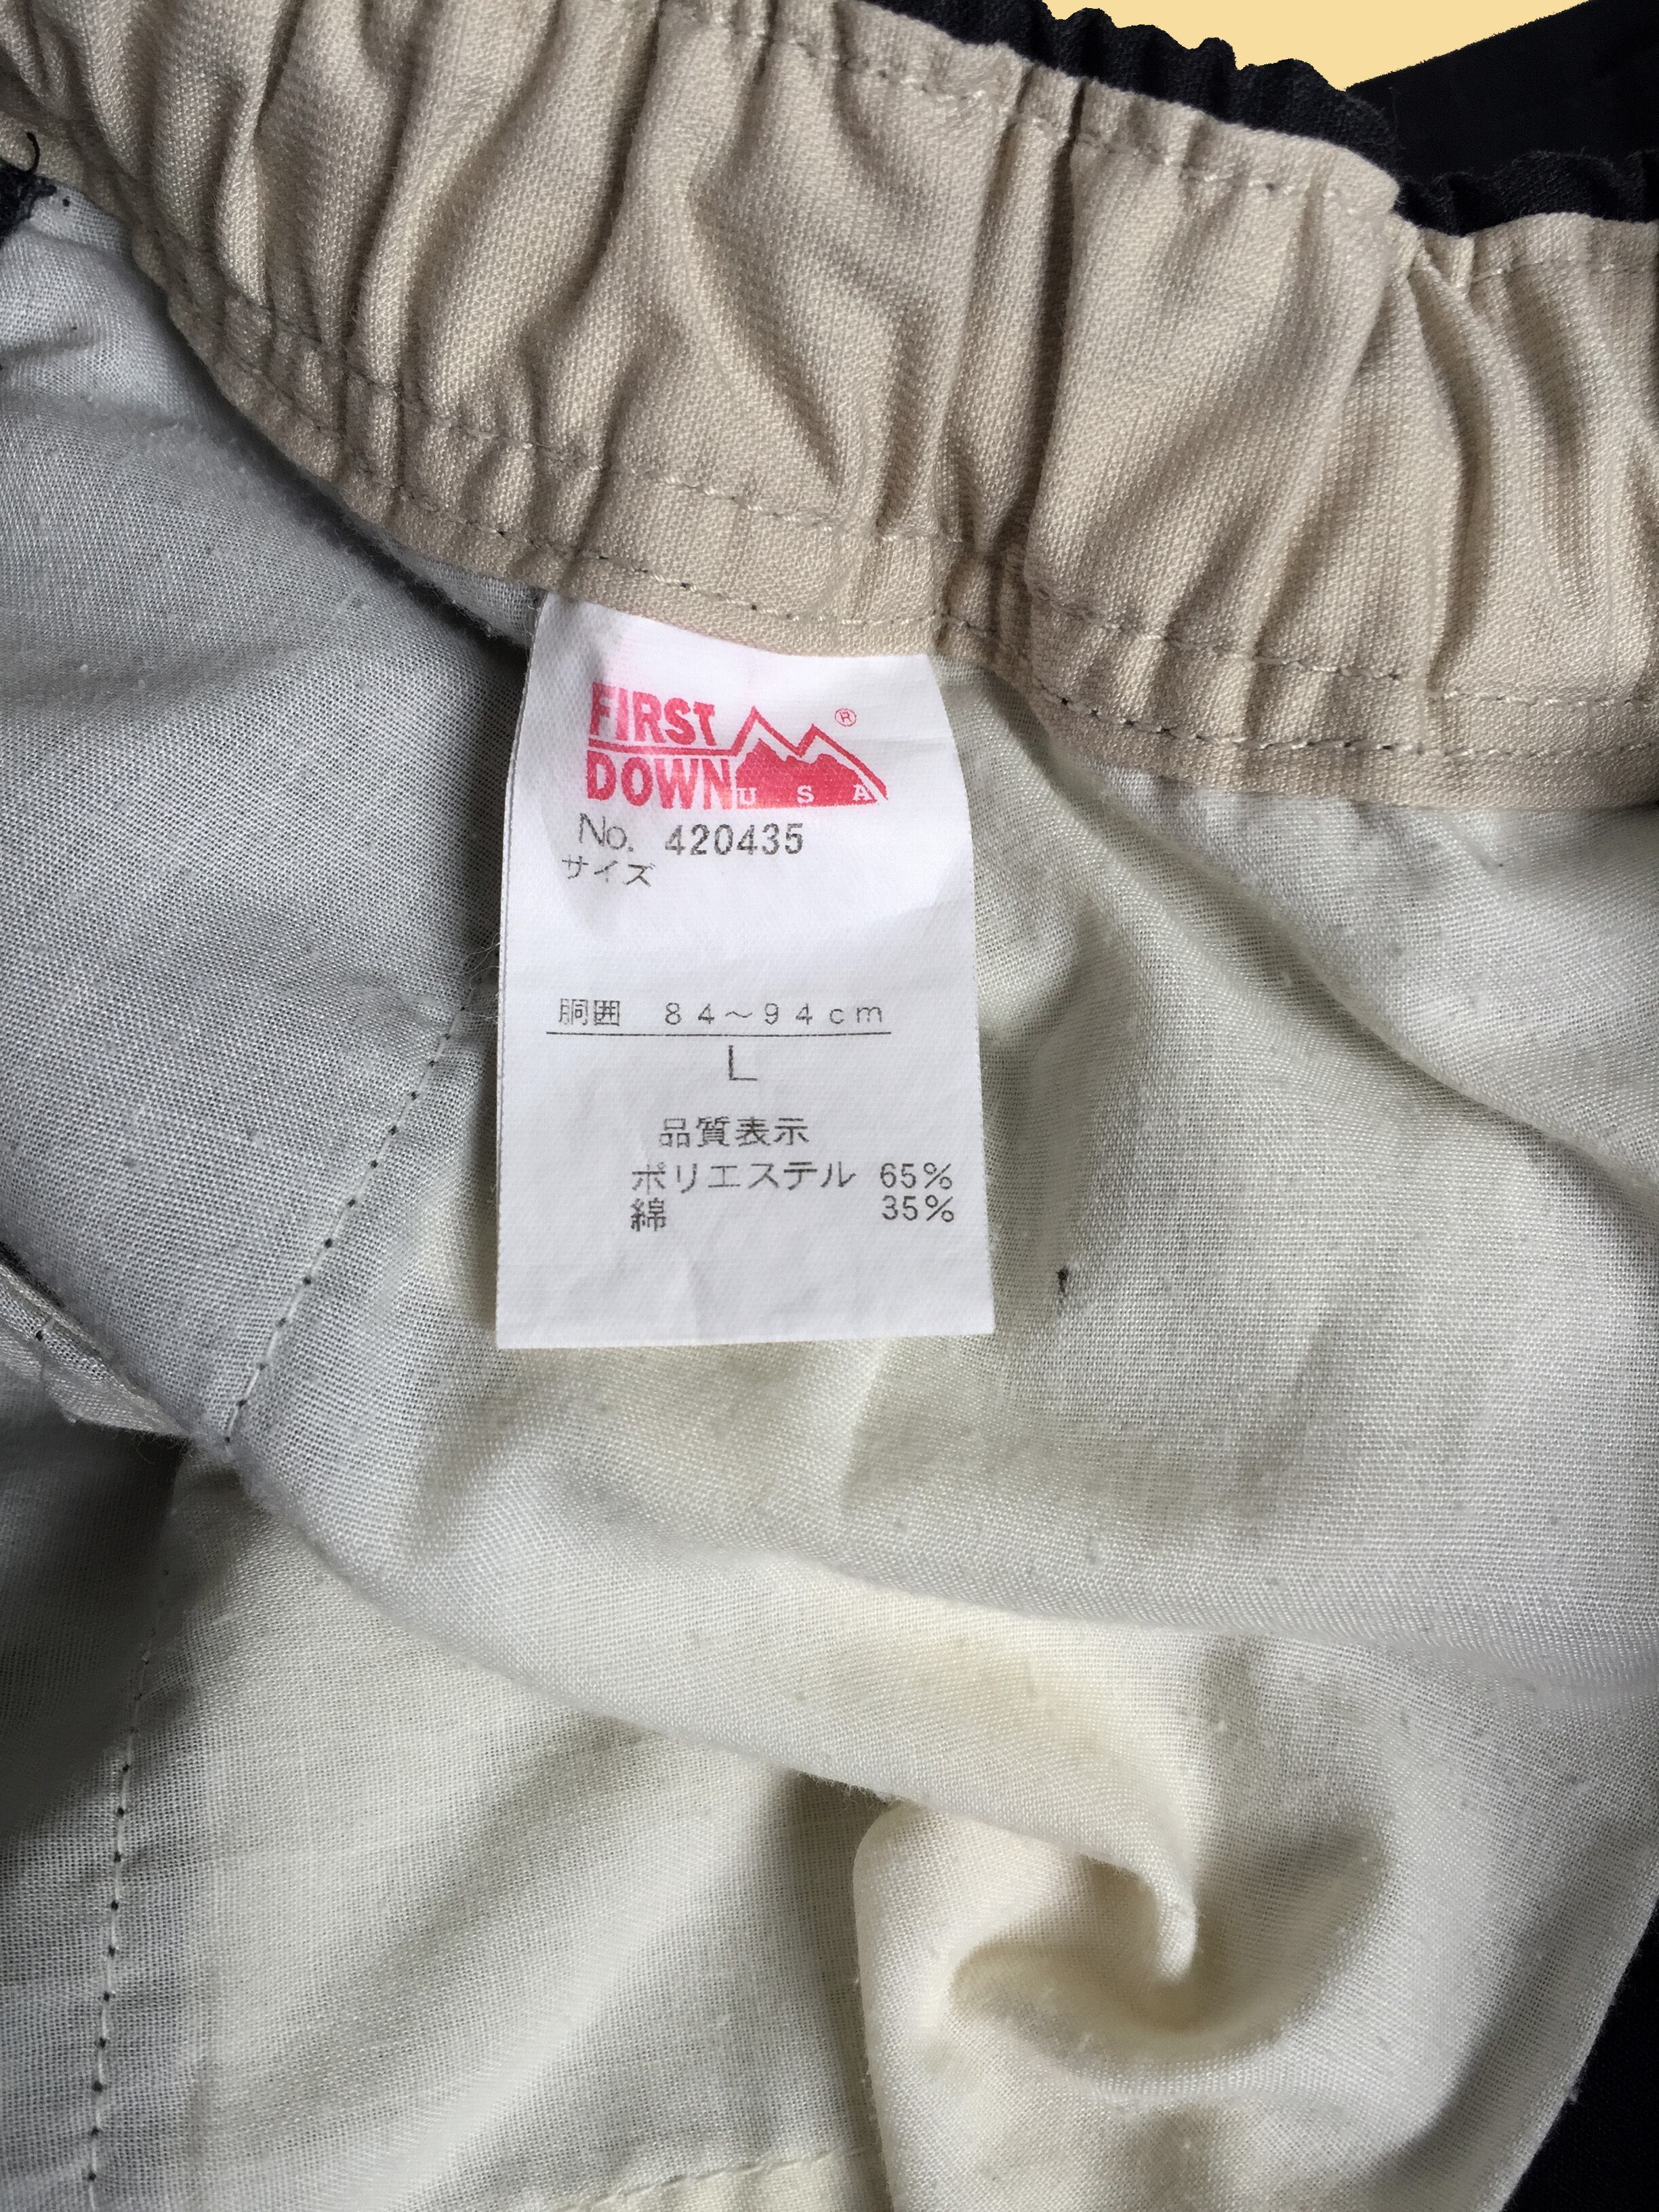 FIRST
DOWN U S A ®
No. 420435
サイズ
胴囲 84～94cm
L
品質表示
ポリエステル 65%
綿 35%